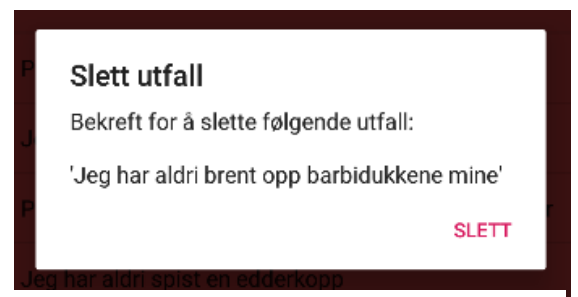 Slett utfall
Bekreft for å slette følgende utfall:
'Jeg har aldri brent opp barbidukkene mine'
SLETT
Jeg har aldri spist en edderkopp